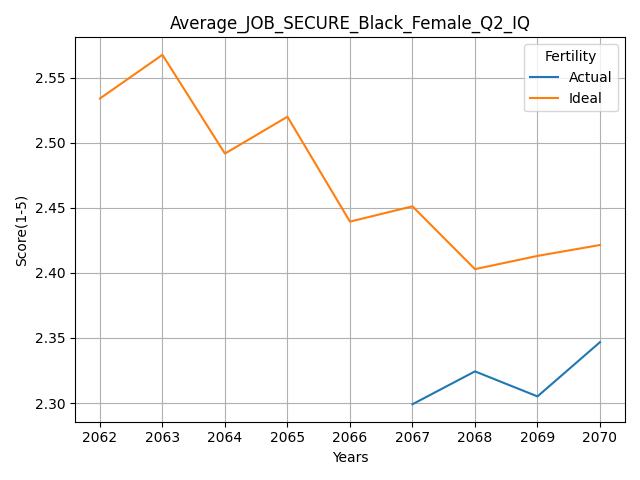 Average_JOB_SECURE_Black_Female_Q2_IQ
Fertility
Actual
Ideal
Score(1-5)
2.55
2.50
2.45
2.40
2.35
2.30
2062 2063 2064 2065 2066 2067 2068 2069 2070
Years